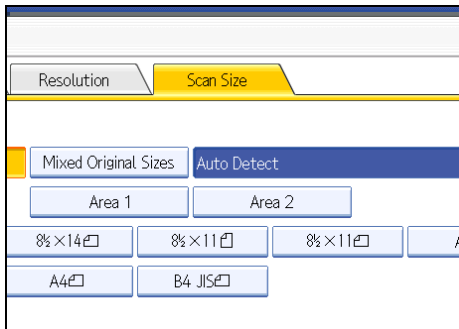 Resolution Scan Size
Mixed Original Sizes Auto Detect
Area 1 Area 2
8½×14 8½×11 8½×11
A4 B4 JIS